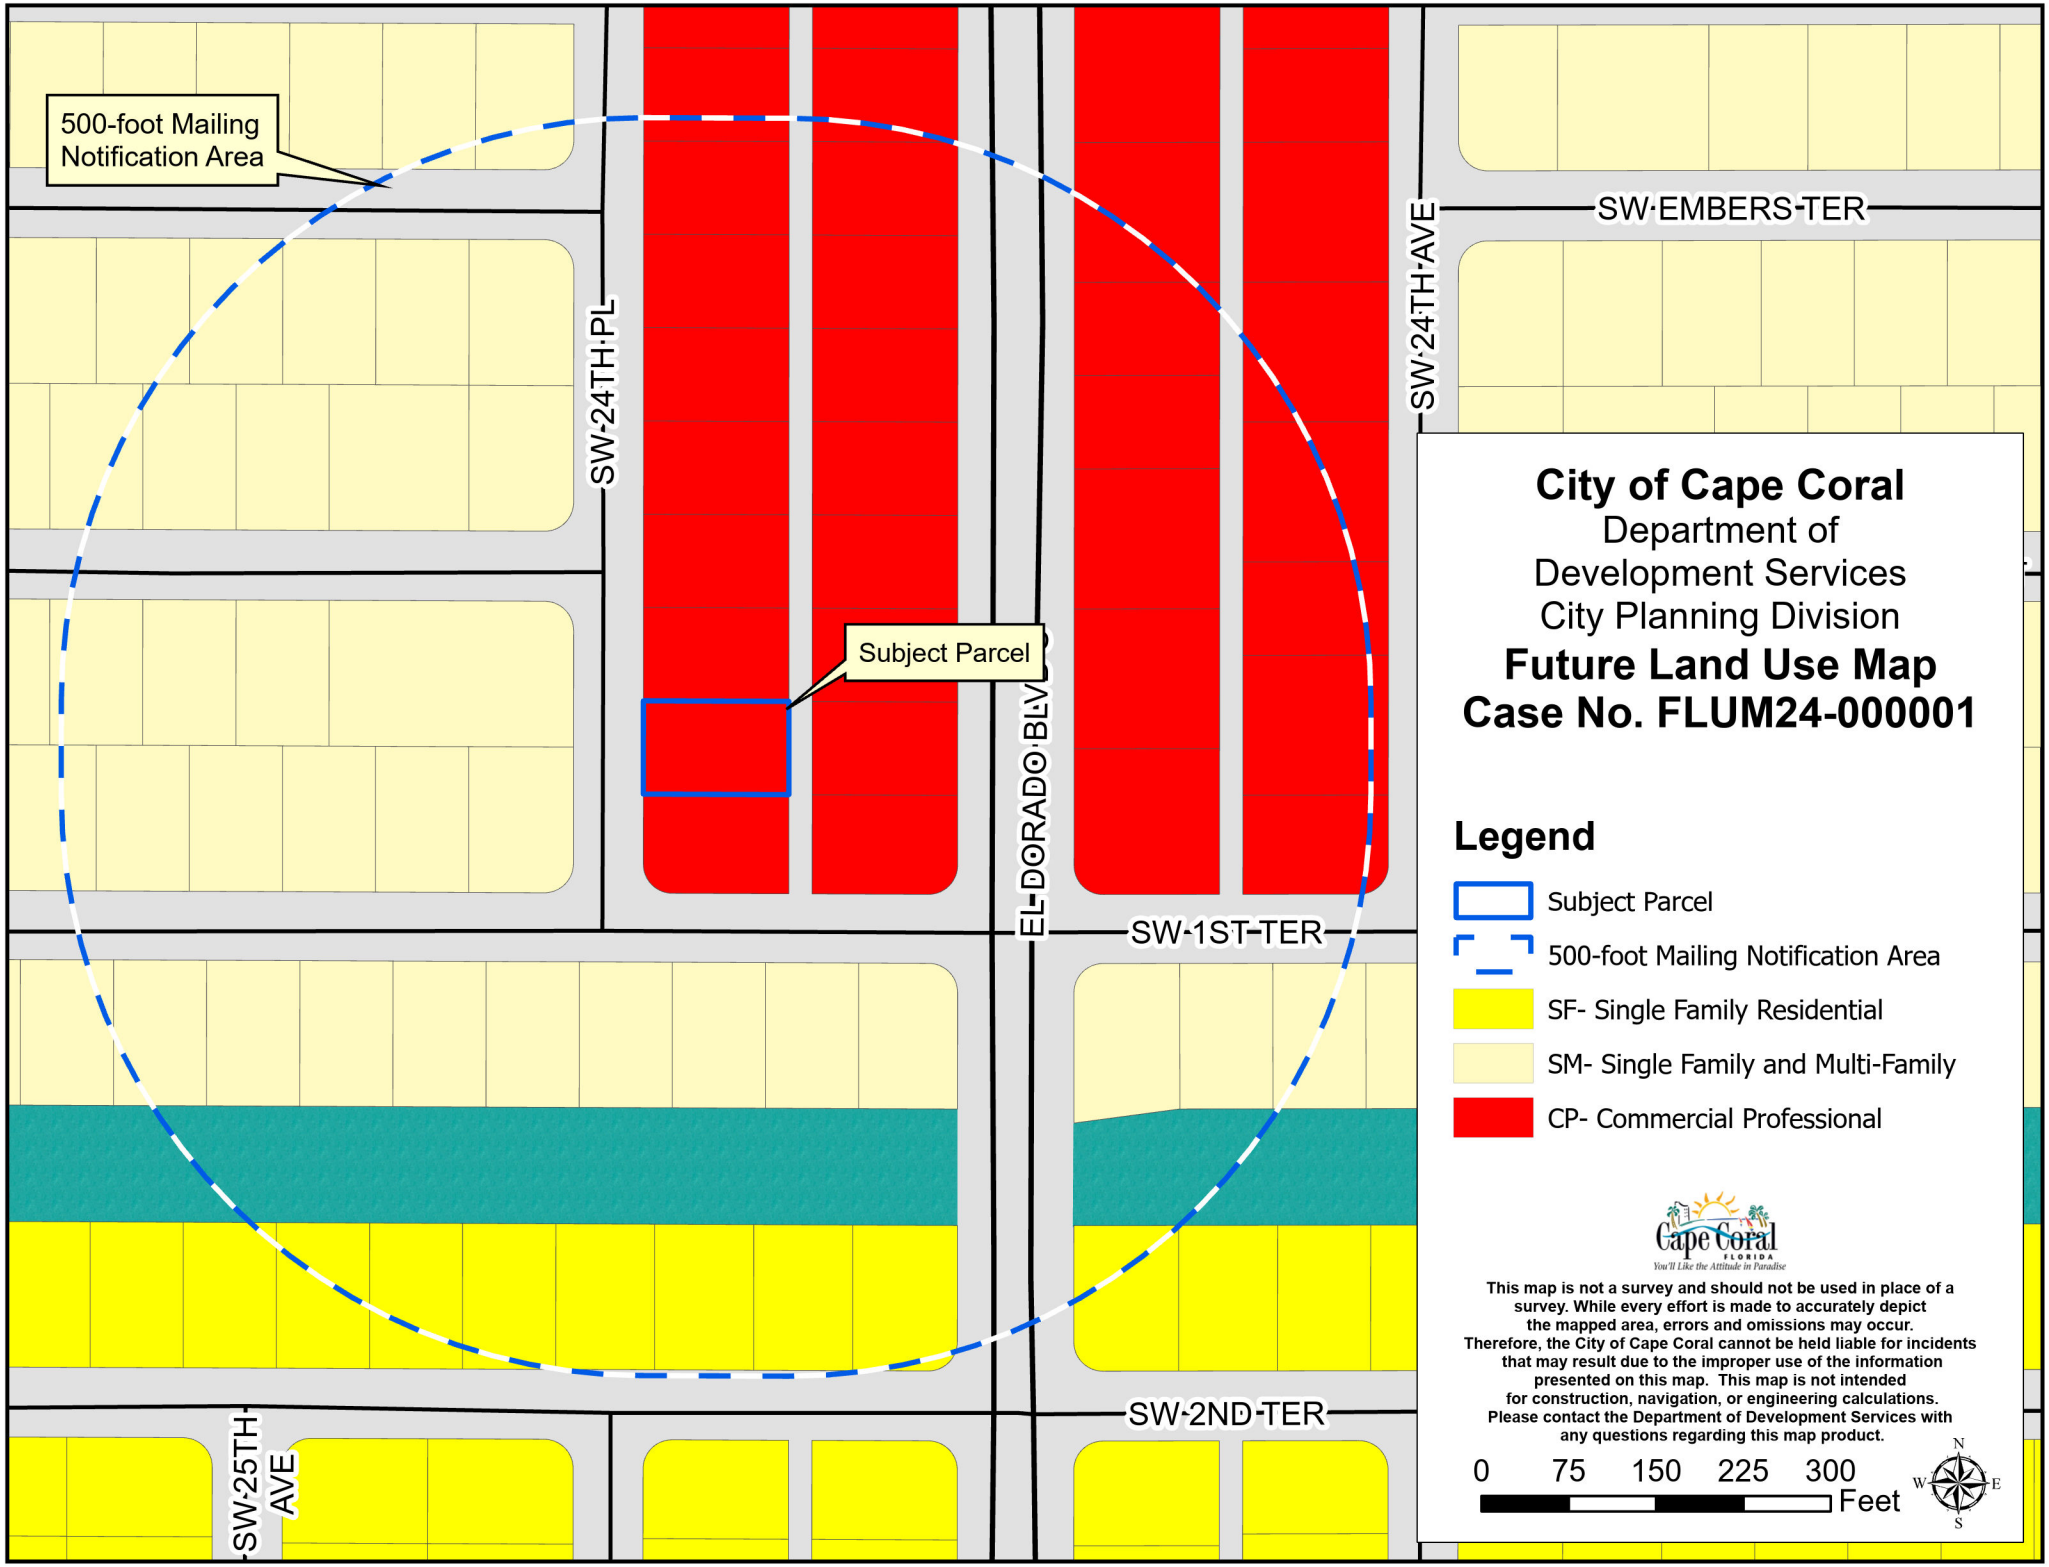 500-foot Mailing
Notification Area
SW EMBERS TER
SW 24TH AVE
SW 24TH PL
Subject Parcel
EL DORADO BLV
SW 1ST TER
SW 2ND TER
SW 25TH
AVE
City of Cape Coral
Department of
Development Services
City Planning Division
Future Land Use Map
Case No. FLUM24-000001
Legend
Subject Parcel
500-foot Mailing Notification Area
SF- Single Family Residential
SM- Single Family and Multi-Family
CP- Commercial Professional
Cape Coral
FLORIDA
You'll Like the Attitude in Paradise
This map is not a survey and should not be used in place of a
survey. While every effort is made to accurately depict
the mapped area, errors and omissions may occur.
Therefore, the City of Cape Coral cannot be held liable for incidents
that may result due to the improper use of the information
presented on this map. This map is not intended
for construction, navigation, or engineering calculations.
Please contact the Department of Development Services with
any questions regarding this map product.
N
W E
S
0 75 150 225 300
Feet